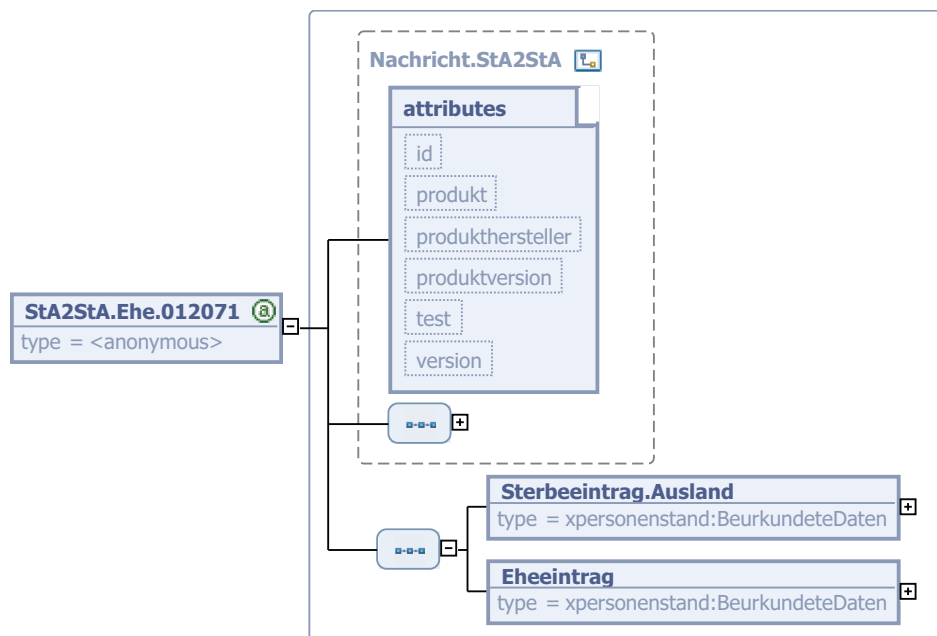 Nachricht.StA2StA
attributes
id
produkt
produkthersteller
produktversion
test
version
StA2StA.Ehe.012071 @
type = <anonymous>
Sterbeeintrag.Ausland
type = xpersonenstand:BeurkundeteDaten
Eheeintrag
type = xpersonenstand:BeurkundeteDaten